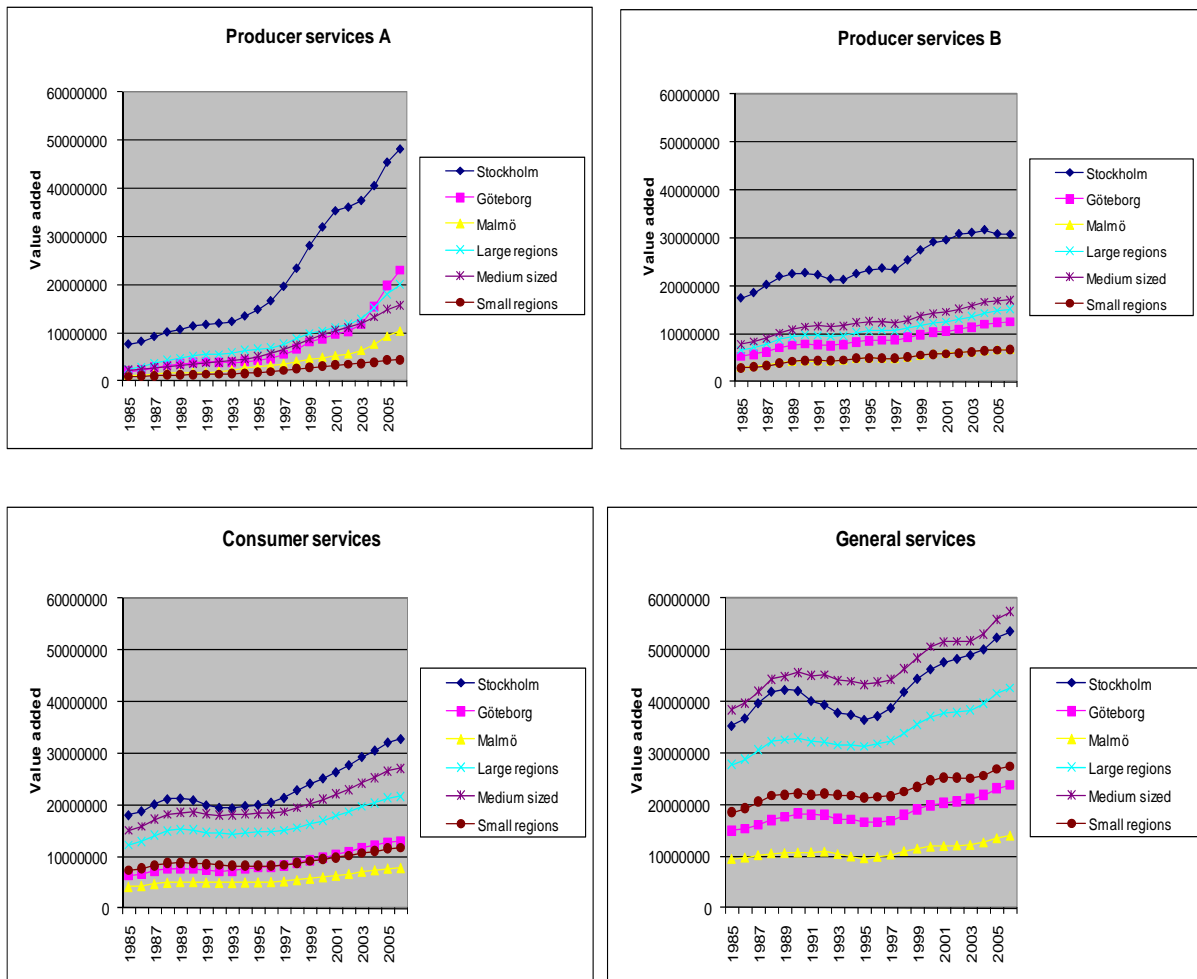 Producer services A
Value added
60000000
50000000
40000000
30000000
20000000
10000000
0
1985
1987
1989
1991
1993
1995
1997
1999
2001
2003
2005
Stockholm
Göteborg
Malmö
Large regions
Medium sized
Small regions
Producer services B
Value added
60000000
50000000
40000000
30000000
20000000
10000000
0
1985
1987
1989
1991
1993
1995
1997
1999
2001
2003
2005
Stockholm
Göteborg
Malmö
Large regions
Medium sized
Small regions
Consumer services
Value added
60000000
50000000
40000000
30000000
20000000
10000000
0
1985
1987
1989
1991
1993
1995
1997
1999
2001
2003
2005
Stockholm
Göteborg
Malmö
Large regions
Medium sized
Small regions
General services
Value added
60000000
50000000
40000000
30000000
20000000
10000000
0
1985
1987
1989
1991
1993
1995
1997
1999
2001
2003
2005
Stockholm
Göteborg
Malmö
Large regions
Medium sized
Small regions